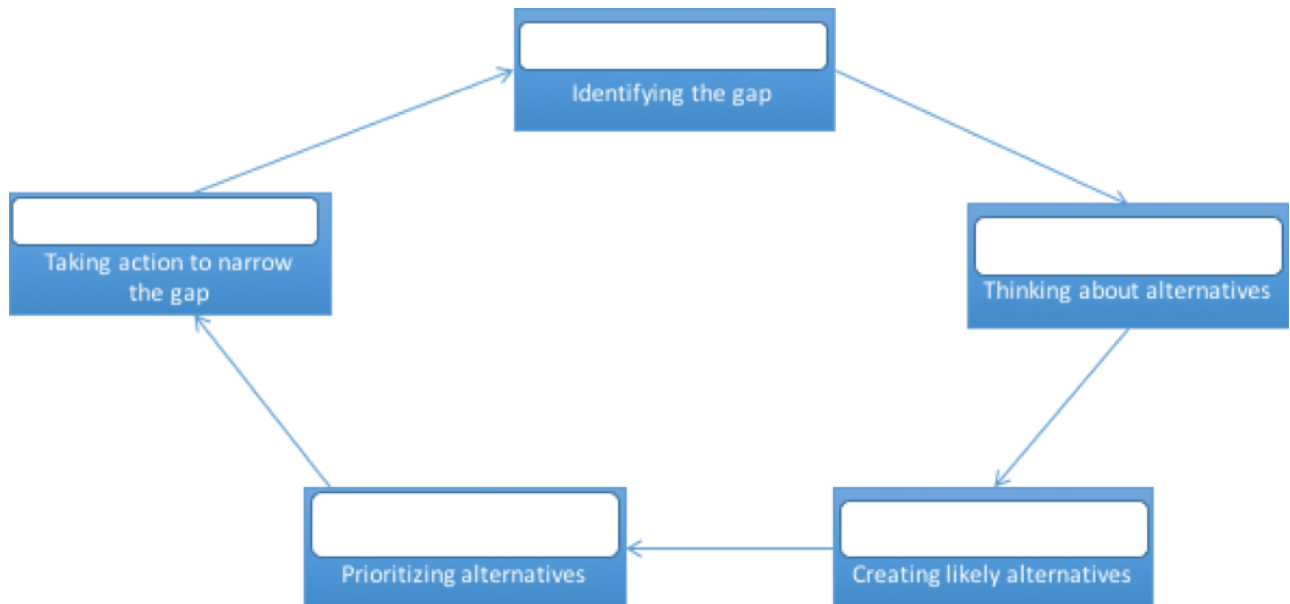 Identifying the gap
Thinking about alternatives
Creating likely alternatives
Prioritizing alternatives
Taking action to narrow
the gap